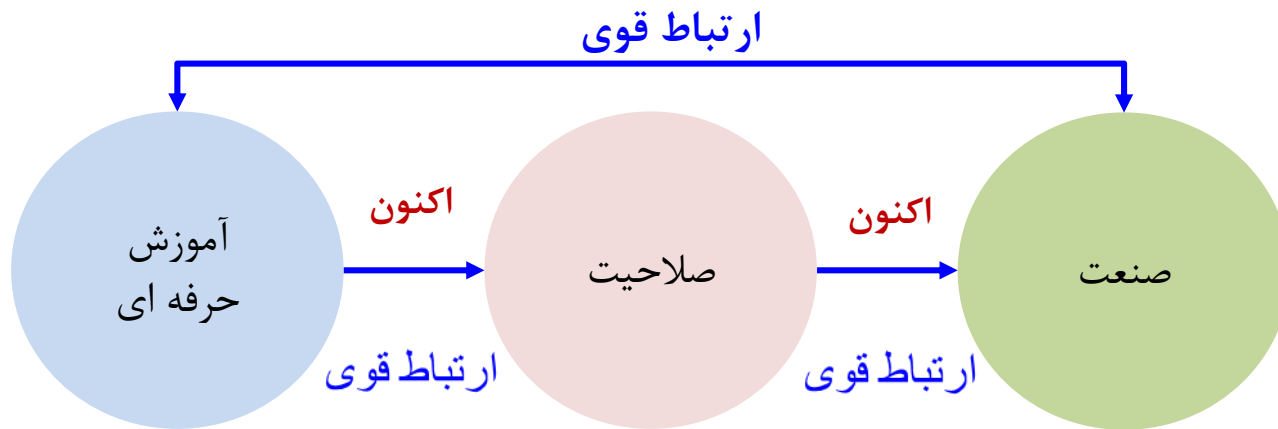 ارتباط قوی
آموزش
حرفه ای
اکنون
ارتباط قوی
صلاحیت
اکنون
ارتباط قوی
صنعت